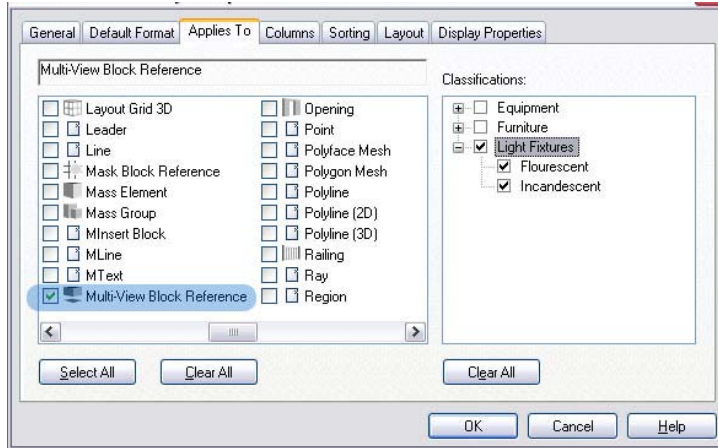 General Default Format Applies To Columns Sorting Layout Display Properties
Multi-View Block Reference
Classifications:
Layout Grid 3D
Leader
Line
Mask Block Reference
Mass Element
Mass Group
MInsert Block
MLine
MText
Multi-View Block Reference
Opening
Point
Polyface Mesh
Polygon Mesh
Polyline
Polyline (2D)
Polyline (3D)
Railing
Ray
Region
Equipment
Furniture
Light Fixtures
Flourescent
Incandescent
Select All Clear All
Clear All
OK Cancel Help